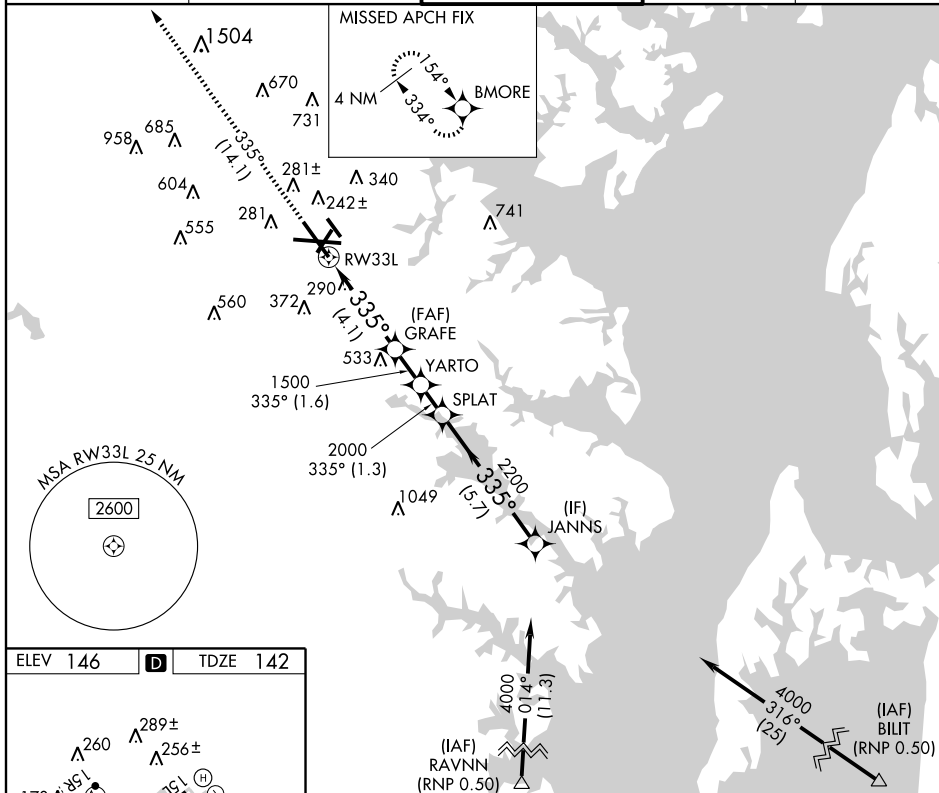 MISSED APCH FIX
154°
BMORE
4 NM
334°
1504
670
731
958
685
335°
(14.1)
281±
340
604
242±
281
741
555
RW33L
290
560
372
335°
(4.1)
(FAF)
GRAFE
533
YARTO
1500
335° (1.6)
SPLAT
2000
335° (1.3)
2200
335°
(5.7)
1049
(IF)
JANNS
MSA RW33L 25 NM
2600
4000
014°
(11.3)
(IAF)
RAVNN
(RNP 0.50)
4000
316°
(25)
(IAF)
BILIT
(RNP 0.50)
ELEV 146
D
TDZE 142
289±
260
256±
15R
15L
H